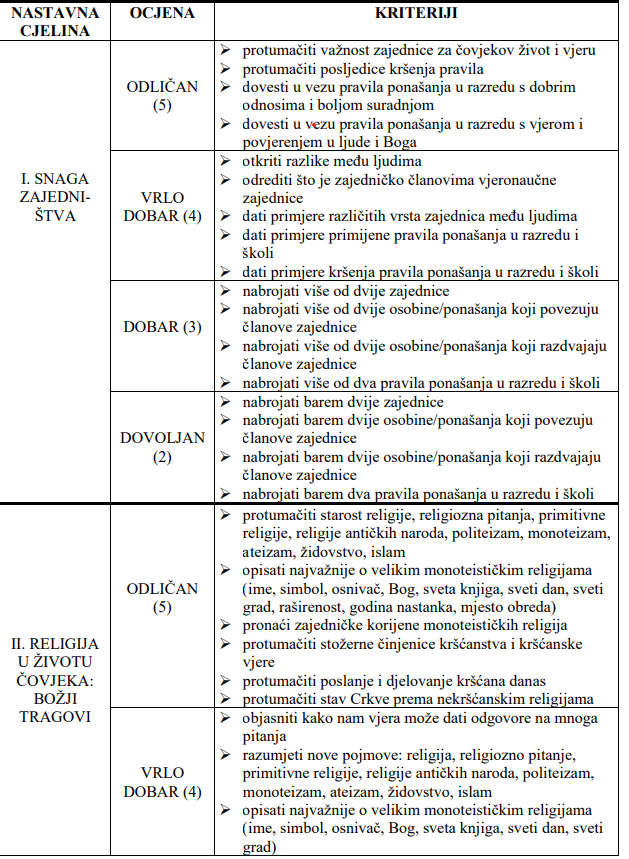 NASTAVNA CJELINA
OCJENA
KRITERIJI
I. SNAGA
ZAJEDNI-
ŠTVA
ODLIČAN
(5)
➢ protumačiti važnost zajednice za čovjekov život i vjeru
➢ protumačiti posljedice kršenja pravila
➢ dovesti u vezu pravila ponašanja u razredu s dobrim
odnosima i boljom suradnjom
➢ dovesti u vezu pravila ponašanja u razredu s vjerom i
povjerenjem u ljude i Boga
VRLO
DOBAR (4)
➢ otkriti razlike među ljudima
➢ odrediti što je zajedničko članovima vjeronaučne
zajednice
➢ dati primjere različitih vrsta zajednica među ljudima
➢ dati primjere primijene pravila ponašanja u razredu i
školi
➢ dati primjere kršenja pravila ponašanja u razredu i školi
DOBAR (3)
➢ nabrojati više od dvije zajednice
➢ nabrojati više od dvije osobine/ponašanja koji povezuju
članove zajednice
➢ nabrojati više od dvije osobine/ponašanja koji razdvajaju
članove zajednice
➢ nabrojati više od dva pravila ponašanja u razredu i školi
DOVOLJAN
(2)
➢ nabrojati barem dvije zajednice
➢ nabrojati barem dvije osobine/ponašanja koji povezuju
članove zajednice
➢ nabrojati barem dvije osobine/ponašanja koji razdvajaju
članove zajednice
➢ nabrojati barem dva pravila ponašanja u razredu i školi
II. RELIGIJA
U ŽIVOTU
ČOVJEKA:
BOŽJI
TRAGOVI
ODLIČAN
(5)
➢ protumačiti starost religije, religiozna pitanja, primitivne
religije, religije antičkih naroda, politeizam, monoteizam,
ateizam, židovstvo, islam
➢ opisati najvažnije o velikim monoteističkim religijama
(ime, simbol, osnivač, Bog, sveta knjiga, sveti dan, sveti
grad, raširenost, godina nastanka, mjesto obreda)
➢ pronaći zajedničke korijene monoteističkih religija
➢ protumačiti stožerne činjenice kršćanstva i kršćanske
vjere
➢ protumačiti poslanje i djelovanje kršćana danas
➢ protumačiti stav Crkve prema nekršćanskim religijama
VRLO
DOBAR (4)
➢ objasniti kako nam vjera može dati odgovore na mnoga
pitanja
➢ razumjeti nove pojmove: religija, religiozno pitanje,
primitivne religije, religije antičkih naroda, politeizam,
monoteizam, ateizam, židovstvo, islam
➢ opisati najvažnije o velikim monoteističkim religijama
(ime, simbol, osnivač, Bog, sveta knjiga, sveti dan, sveti
grad)